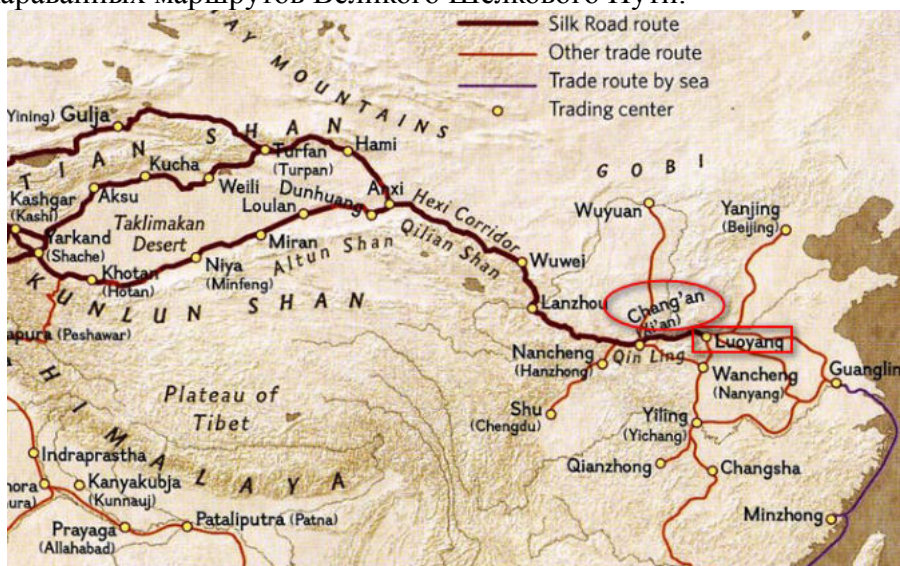 караванных маршрутов Великого Шёлкового Пути.
Silk Road route
Other trade route
Trade route by sea
Trading center
AY MOUNTAINS
Yining) Gulja
TIAN SHAN
Turfan
(Turpan)
Hami
Kucha
Weili
Aksu
Kashgar
(Kashi)
Dunhuang
Anxi
Loulan
Taklimakan
Desert
Yarkand
(Shache)
Miran
Altun Shan
Hexi Corridor
Qilian Shan
Khotan
(Hotan)
Niya
(Minfeng)
KUNLUN SHAN
apura (Peshawar)
GOBI
Wuyuan
Yanjing
(Beijing)
Wuwei
Lanzhou
Chang'an
(Xi'an)
Luoyang
Nancheng
(Hanzhong)
Qin Ling
Wancheng
(Nanyang)
Guanglin
Shu
(Chengdu)
Yiling
(Yichang)
Qianzhong
Changsha
Minzhong
Plateau of
Tibet
HIMALAYA
Indraprastha
Kanyakubja
(Kunnauj)
nora
ura)
Prayaga
(Allahabad)
Pataliputra (Patna)